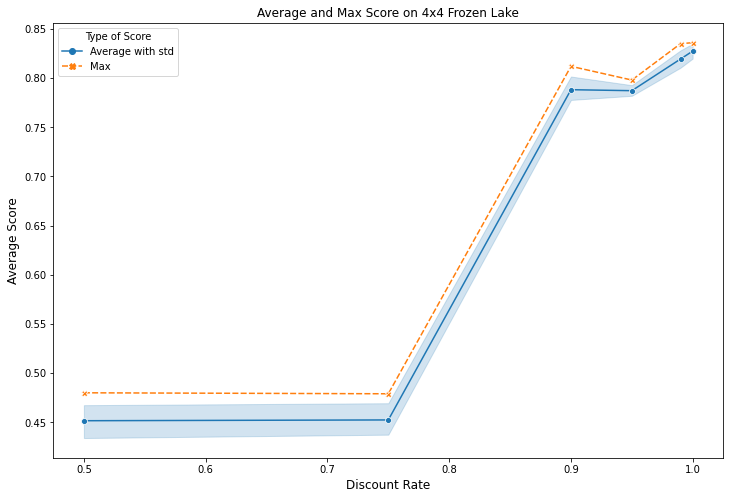 Average and Max Score on 4x4 Frozen Lake
Type of Score
Average with std
Max
Average Score
0.85
0.80
0.75
0.70
0.65
0.60
0.55
0.50
0.45
0.5 0.6 0.7 0.8 0.9 1.0
Discount Rate